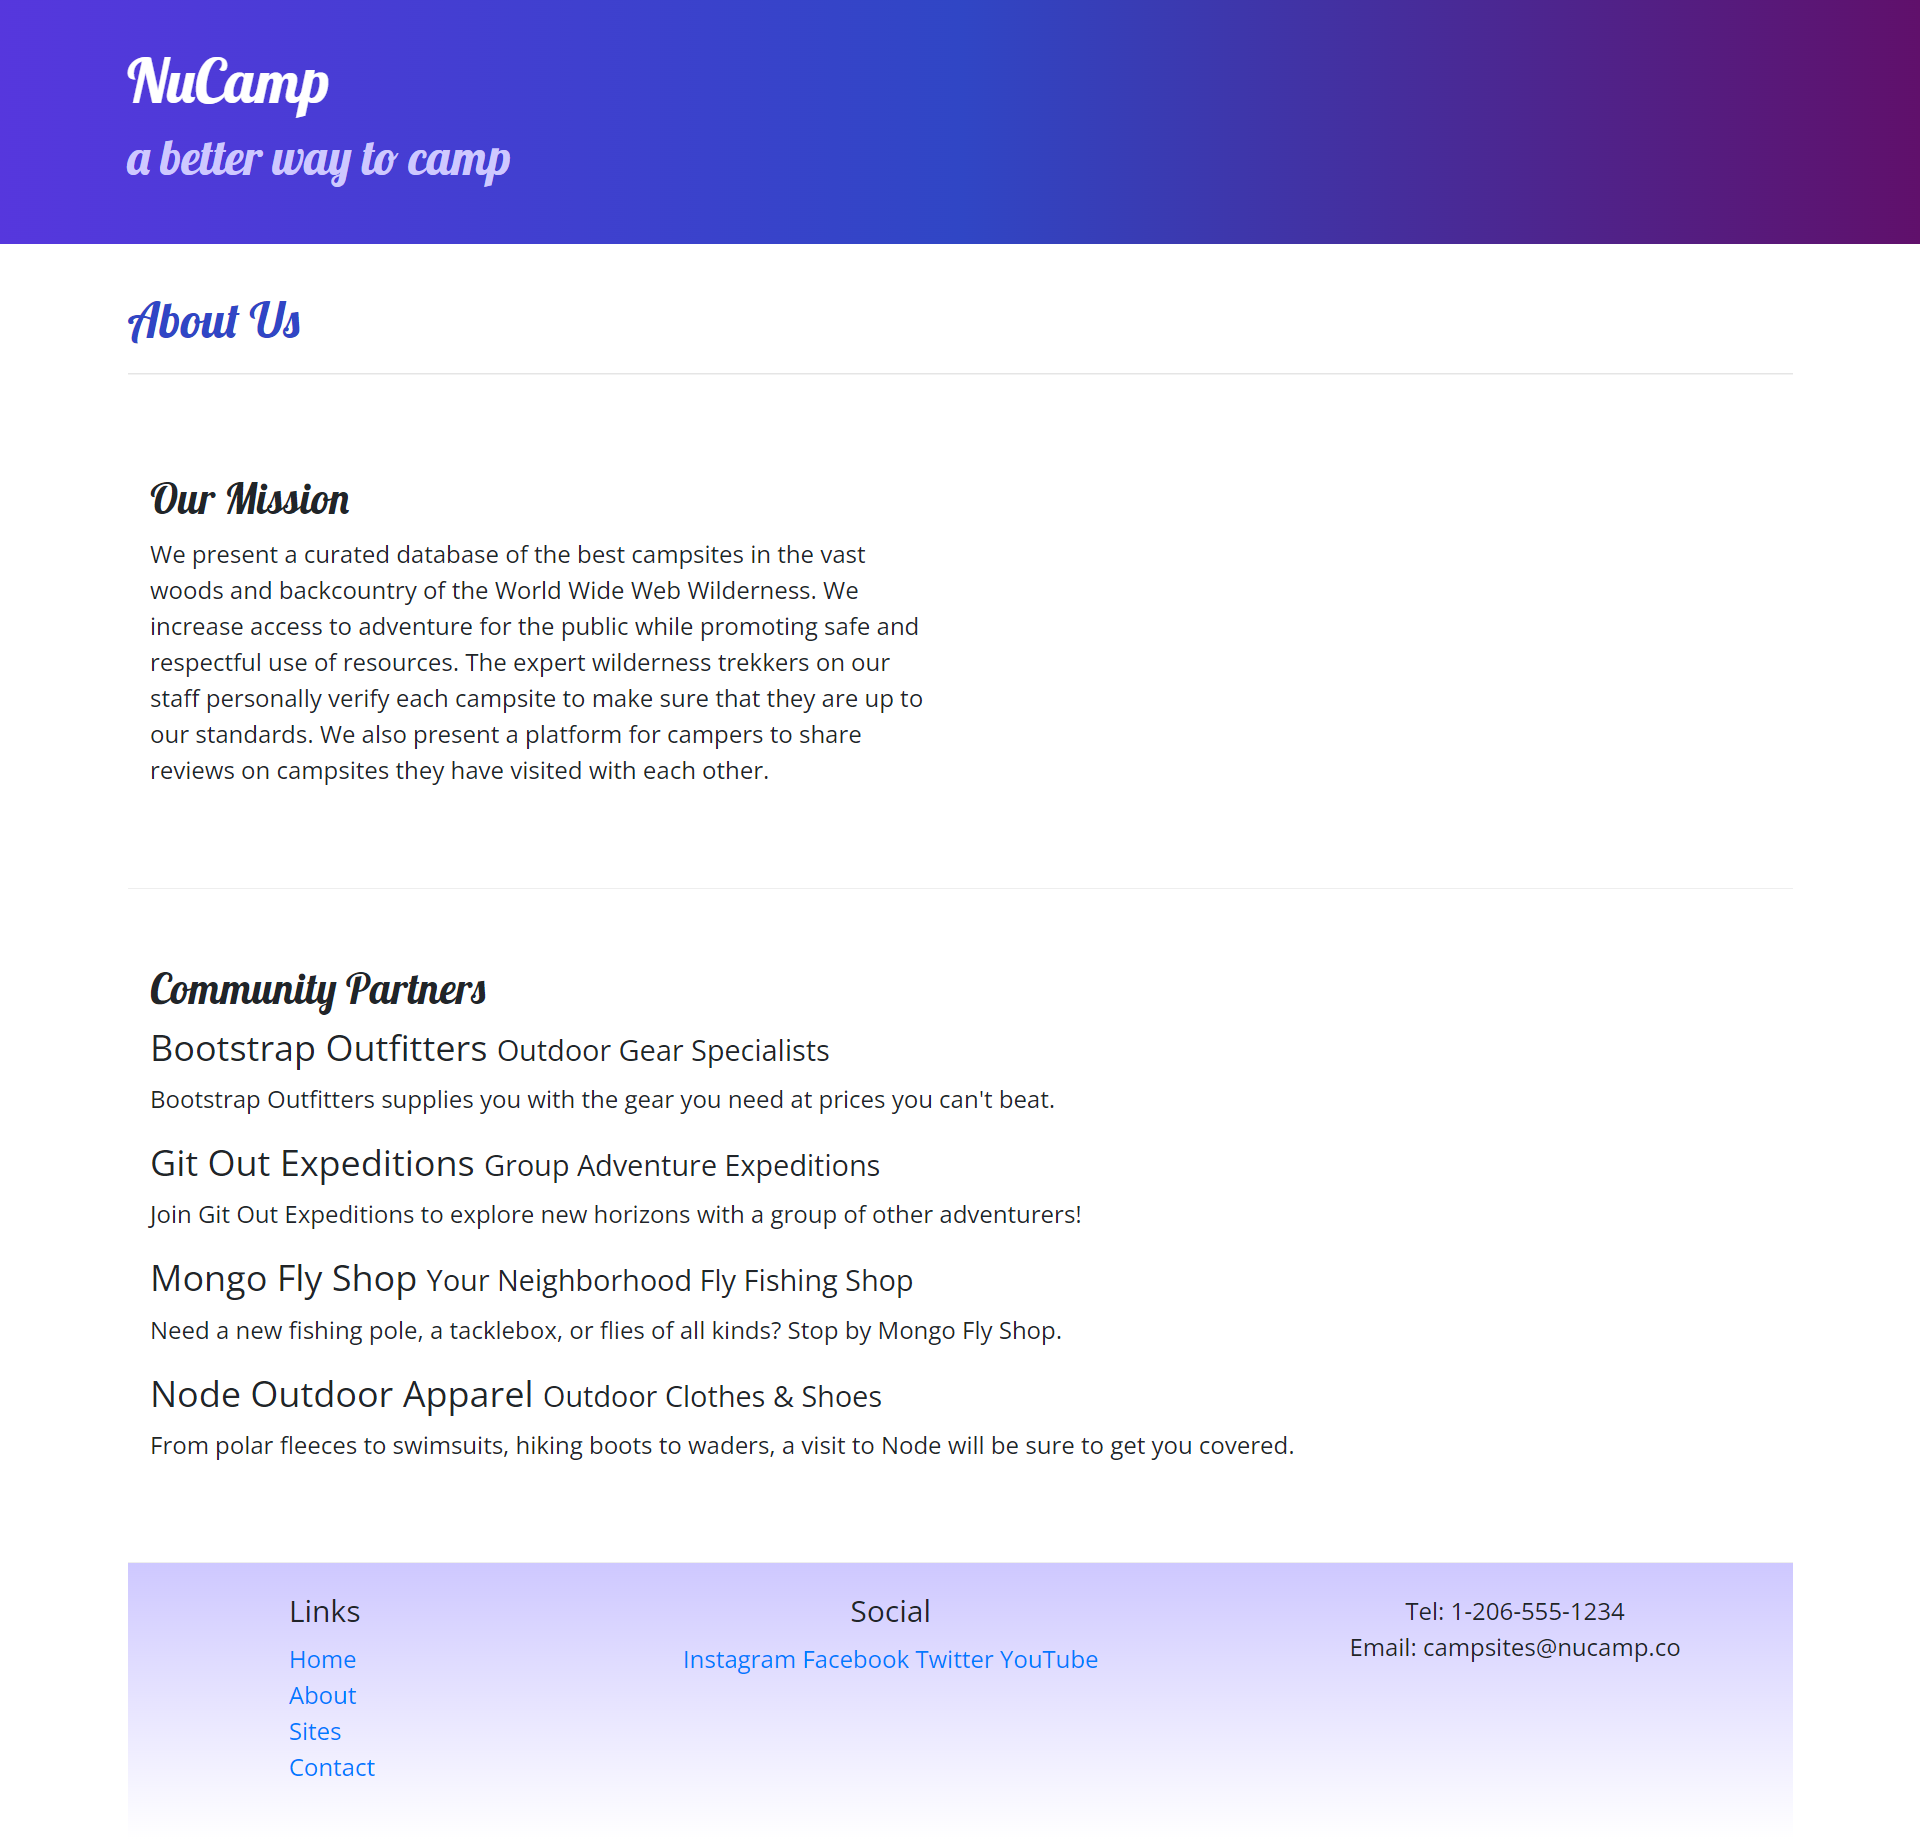 NuCamp
a better way to camp
About Us
Our Mission
We present a curated database of the best campsites in the vast
woods and backcountry of the World Wide Web Wilderness. We
increase access to adventure for the public while promoting safe and
respectful use of resources. The expert wilderness trekkers on our
staff personally verify each campsite to make sure that they are up to
our standards. We also present a platform for campers to share
reviews on campsites they have visited with each other.
Community Partners
Bootstrap Outfitters Outdoor Gear Specialists
Bootstrap Outfitters supplies you with the gear you need at prices you can't beat.
Git Out Expeditions Group Adventure Expeditions
Join Git Out Expeditions to explore new horizons with a group of other adventurers!
Mongo Fly Shop Your Neighborhood Fly Fishing Shop
Need a new fishing pole, a tacklebox, or flies of all kinds? Stop by Mongo Fly Shop.
Node Outdoor Apparel Outdoor Clothes & Shoes
From polar fleeces to swimsuits, hiking boots to waders, a visit to Node will be sure to get you covered.
Links
Home
About
Sites
Contact
Social
Instagram Facebook Twitter YouTube
Tel: 1-206-555-1234
Email: campsites@nucamp.co